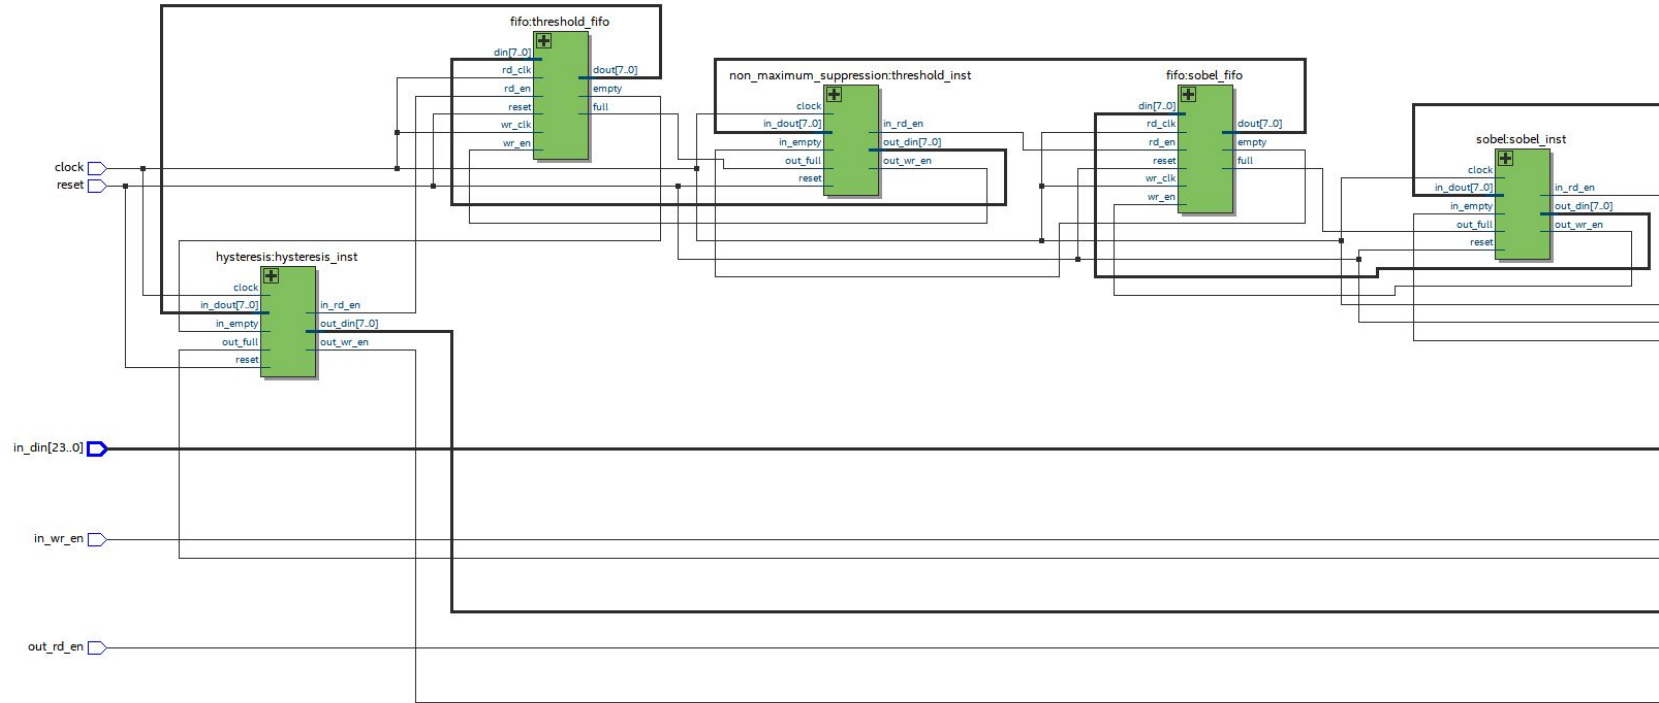 fifo:threshold_fifo
din[7..0]
rd_clk
rd_en
reset
wr_clk
wr_en
dout[7..0]
empty
full
non_maximum_suppression:threshold_inst
clock
in_dout[7..0]
in_empty
out_full
reset
in_rd_en
out_din[7..0]
out_wr_en
fifo:sobel_fifo
din[7..0]
rd_clk
rd_en
reset
wr_clk
wr_en
dout[7..0]
empty
full
sobel:sobel_inst
clock
in_dout[7..0]
in_empty
out_full
reset
in_rd_en
out_din[7..0]
out_wr_en
clock
reset
hysteresis:hysteresis_inst
clock
in_dout[7..0]
in_empty
out_full
reset
in_rd_en
out_din[7..0]
out_wr_en
in_din[23..0]
in_wr_en
out_rd_en